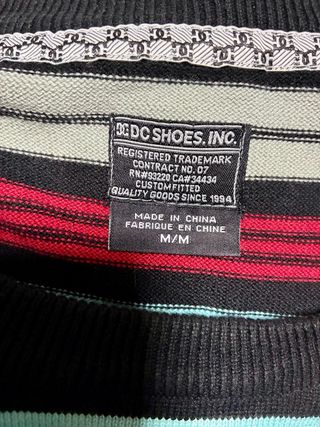 DC DC SHOES, INC.
REGISTERED TRADEMARK
CONTRACT NO. 07
RN#93220 CA#34434
CUSTOMFITTED
QUALITY GOODS SINCE 1994
MADE IN CHINA
FABRIQUE EN CHINE
M/M